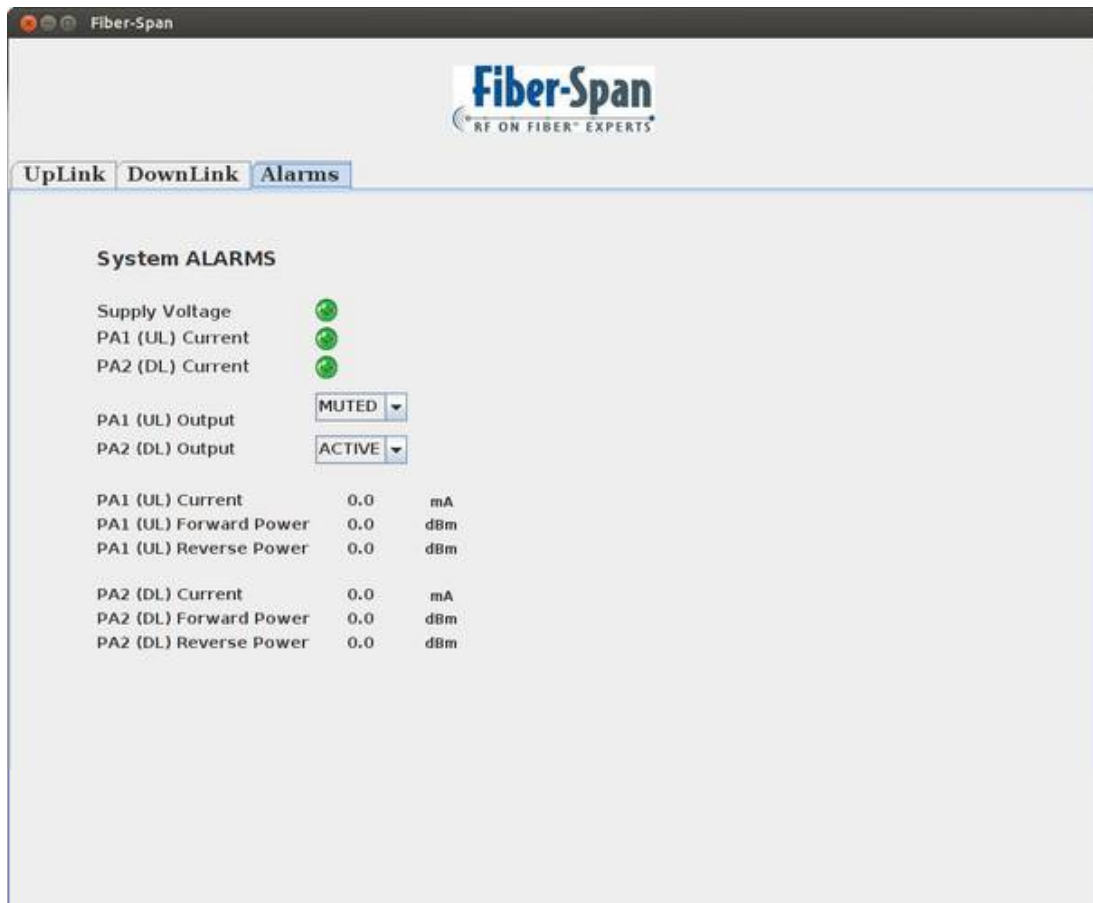 Fiber-Span
Fiber-Span
RF ON FIBER® EXPERTS
UpLink DownLink Alarms
System ALARMS
Supply Voltage
PA1 (UL) Current
PA2 (DL) Current
PA1 (UL) Output MUTED
PA2 (DL) Output ACTIVE
PA1 (UL) Current 0.0 mA
PA1 (UL) Forward Power 0.0 dBm
PA1 (UL) Reverse Power 0.0 dBm
PA2 (DL) Current 0.0 mA
PA2 (DL) Forward Power 0.0 dBm
PA2 (DL) Reverse Power 0.0 dBm